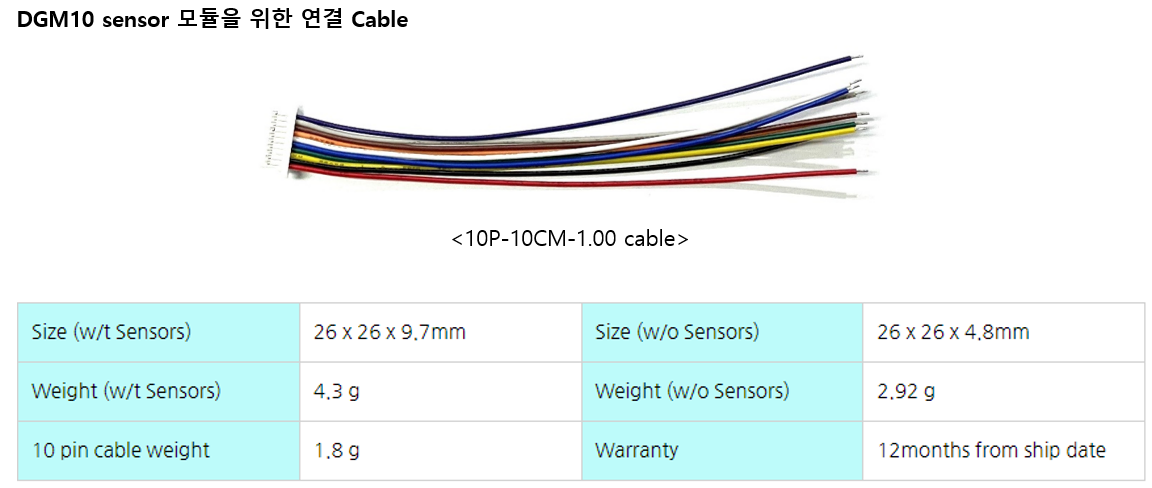 DGM10 sensor 모듈을 위한 연결 Cable
<10P-10CM-1.00 cable>
Size (w/t Sensors) 26 x 26 x 9.7mm Size (w/o Sensors) 26 x 26 x 4.8mm
Weight (w/t Sensors) 4.3 g Weight (w/o Sensors) 2.92 g
10 pin cable weight 1.8 g Warranty 12months from ship date